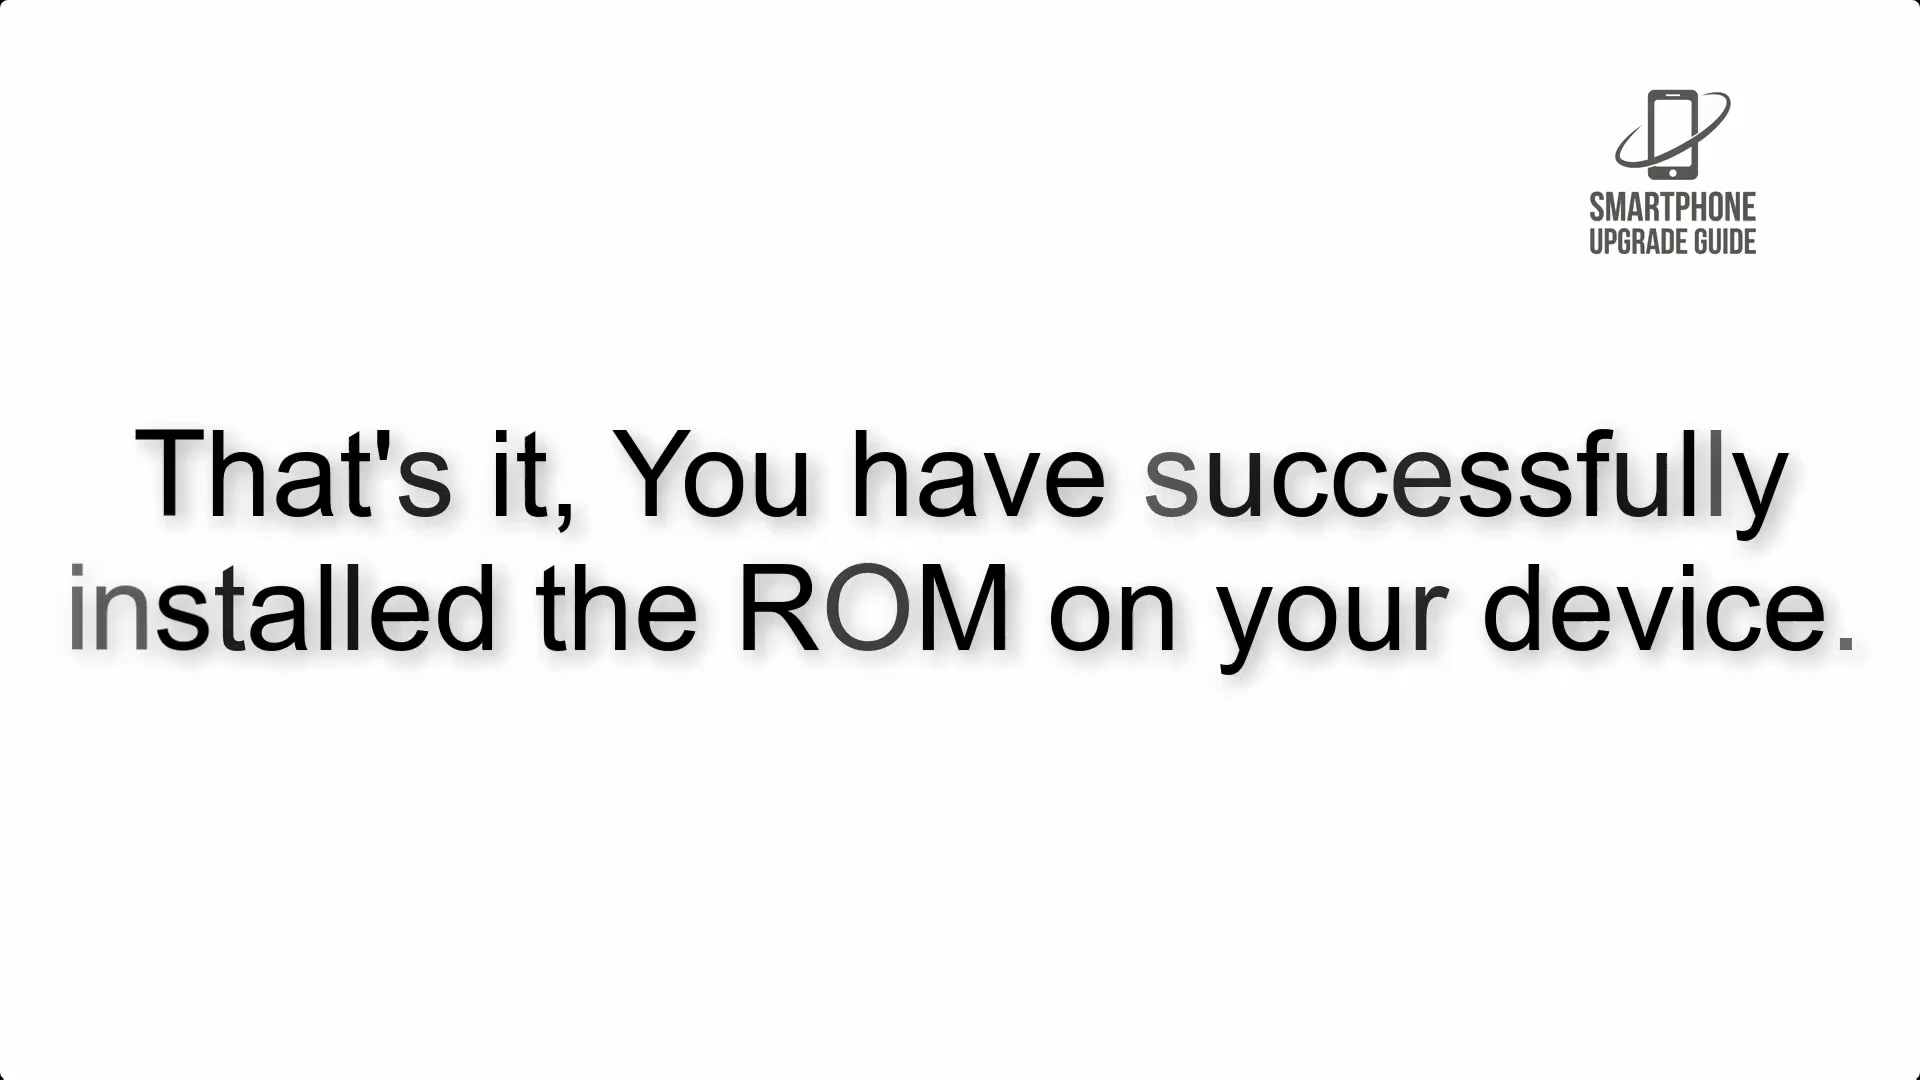 SMARTPHONE
UPGRADE GUIDE
That's it, You have successfully
installed the ROM on your device.